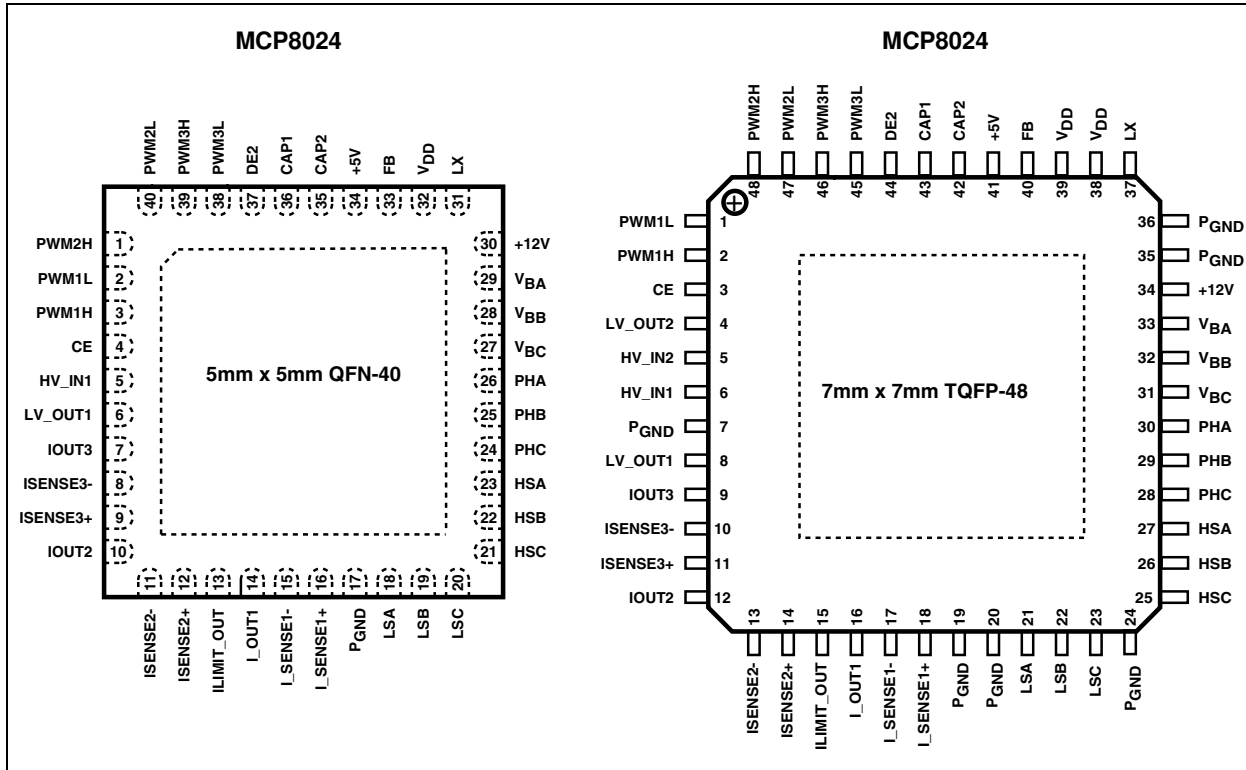 MCP8024
PWM2L
PWM3H
PWM3L
DE2
CAP1
CAP2
+5V
FB
VDD
LX
40
39
38
37
36
35
34
33
32
31
PWM2H 1
PWM1L 2
PWM1H 3
CE 4
HV_IN1 5
LV_OUT1 6
IOUT3 7
ISENSE3- 8
ISENSE3+ 9
IOUT2 10
5mm x 5mm QFN-40
30 +12V
29 VBA
28 VBB
27 VBC
26 PHA
25 PHB
24 PHC
23 HSA
22 HSB
21 HSC
11
12
13
14
15
16
17
18
19
20
ISENSE2-
ISENSE2+
ILIMIT_OUT
I_OUT1
I_SENSE1-
I_SENSE1+
PGND
LSA
LSB
LSC
MCP8024
PWM2H
PWM2L
PWM3H
PWM3L
DE2
CAP1
CAP2
+5V
FB
VDD
VDD
LX
48
47
46
45
44
43
42
41
40
39
38
37
PWM1L 1
PWM1H 2
CE 3
LV_OUT2 4
HV_IN2 5
HV_IN1 6
PGND 7
LV_OUT1 8
IOUT3 9
ISENSE3- 10
ISENSE3+ 11
IOUT2 12
7mm x 7mm TQFP-48
36 PGND
35 PGND
34 +12V
33 VBA
32 VBB
31 VBC
30 PHA
29 PHB
28 PHC
27 HSA
26 HSB
25 HSC
13
14
15
16
17
18
19
20
21
22
23
24
ISENSE2-
ISENSE2+
ILIMIT_OUT
I_OUT1
I_SENSE1-
I_SENSE1+
PGND
PGND
LSA
LSB
LSC
PGND